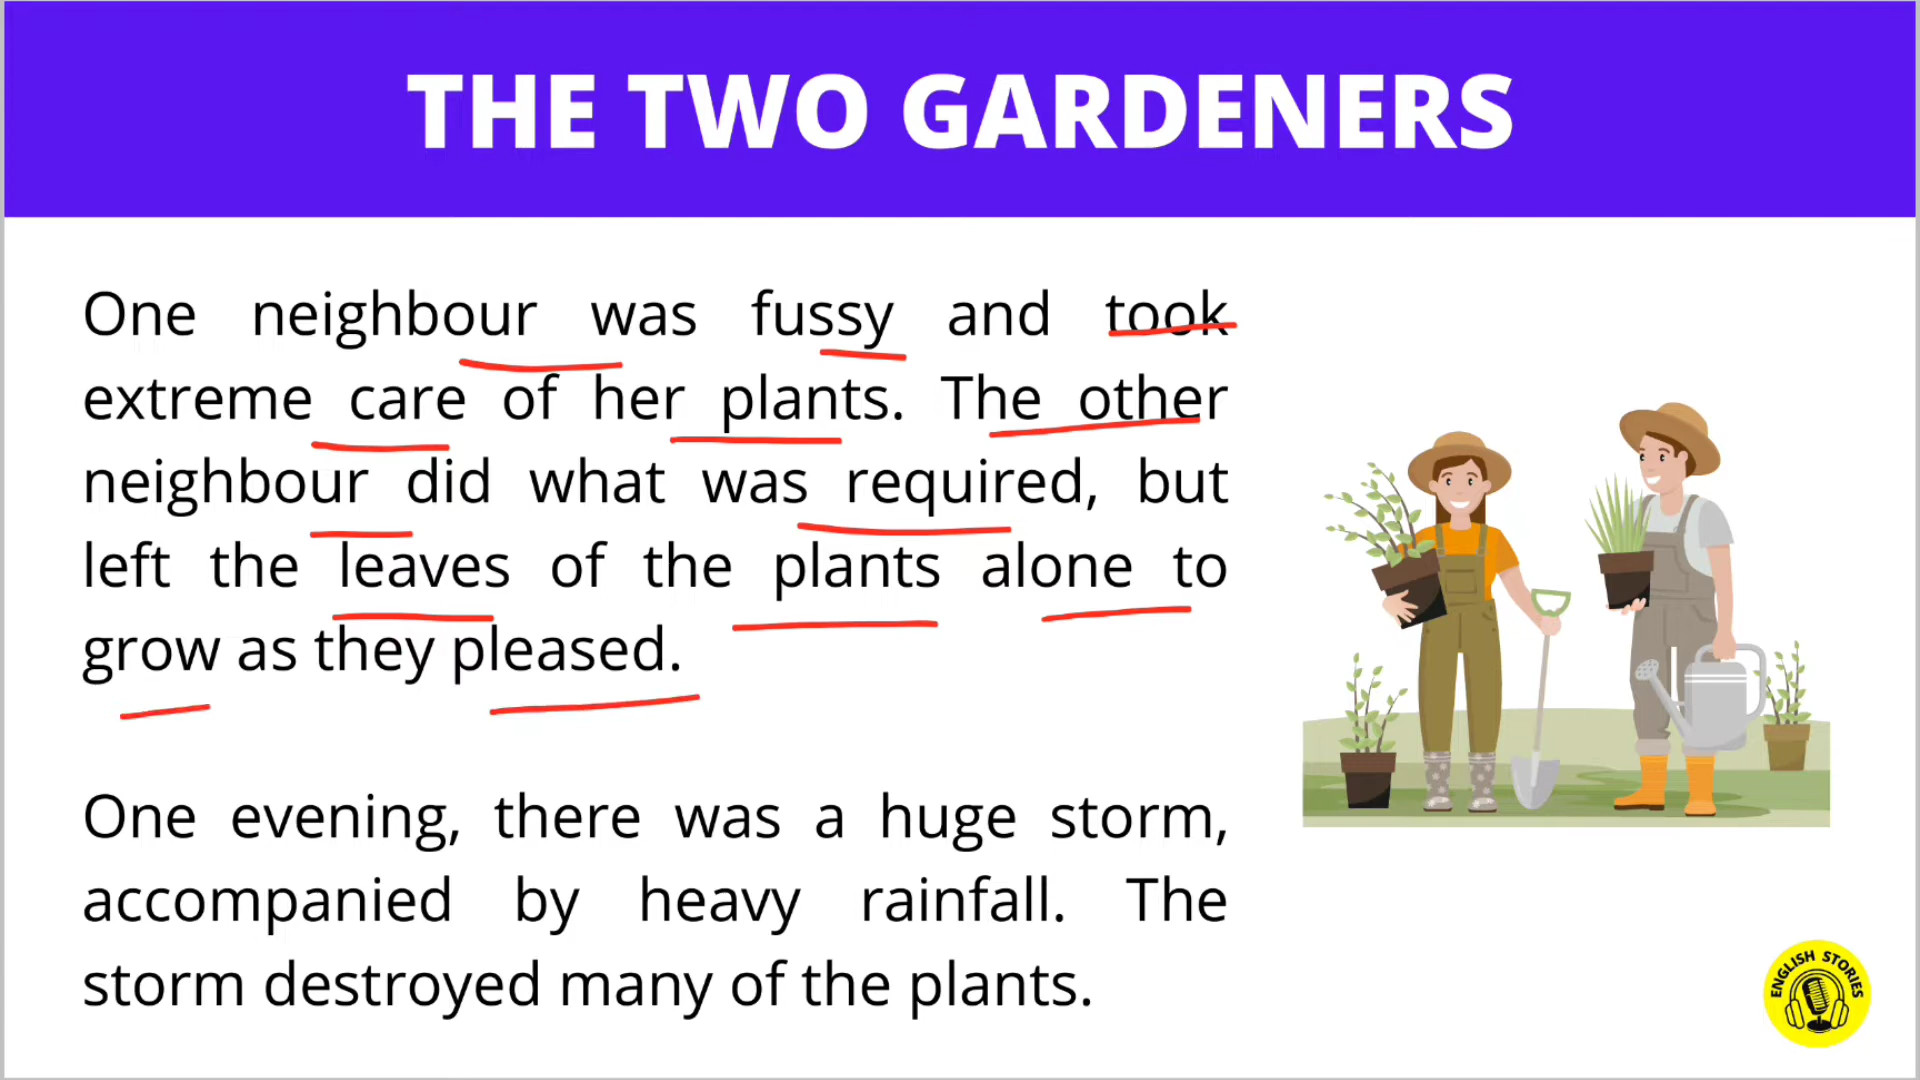 THE TWO GARDENERS
One neighbour was fussy and took
extreme care of her plants. The other
neighbour did what was required, but
left the leaves of the plants alone to
grow as they pleased.
One evening, there was a huge storm,
accompanied by heavy rainfall. The
storm destroyed many of the plants.
ENGLISH STORIES